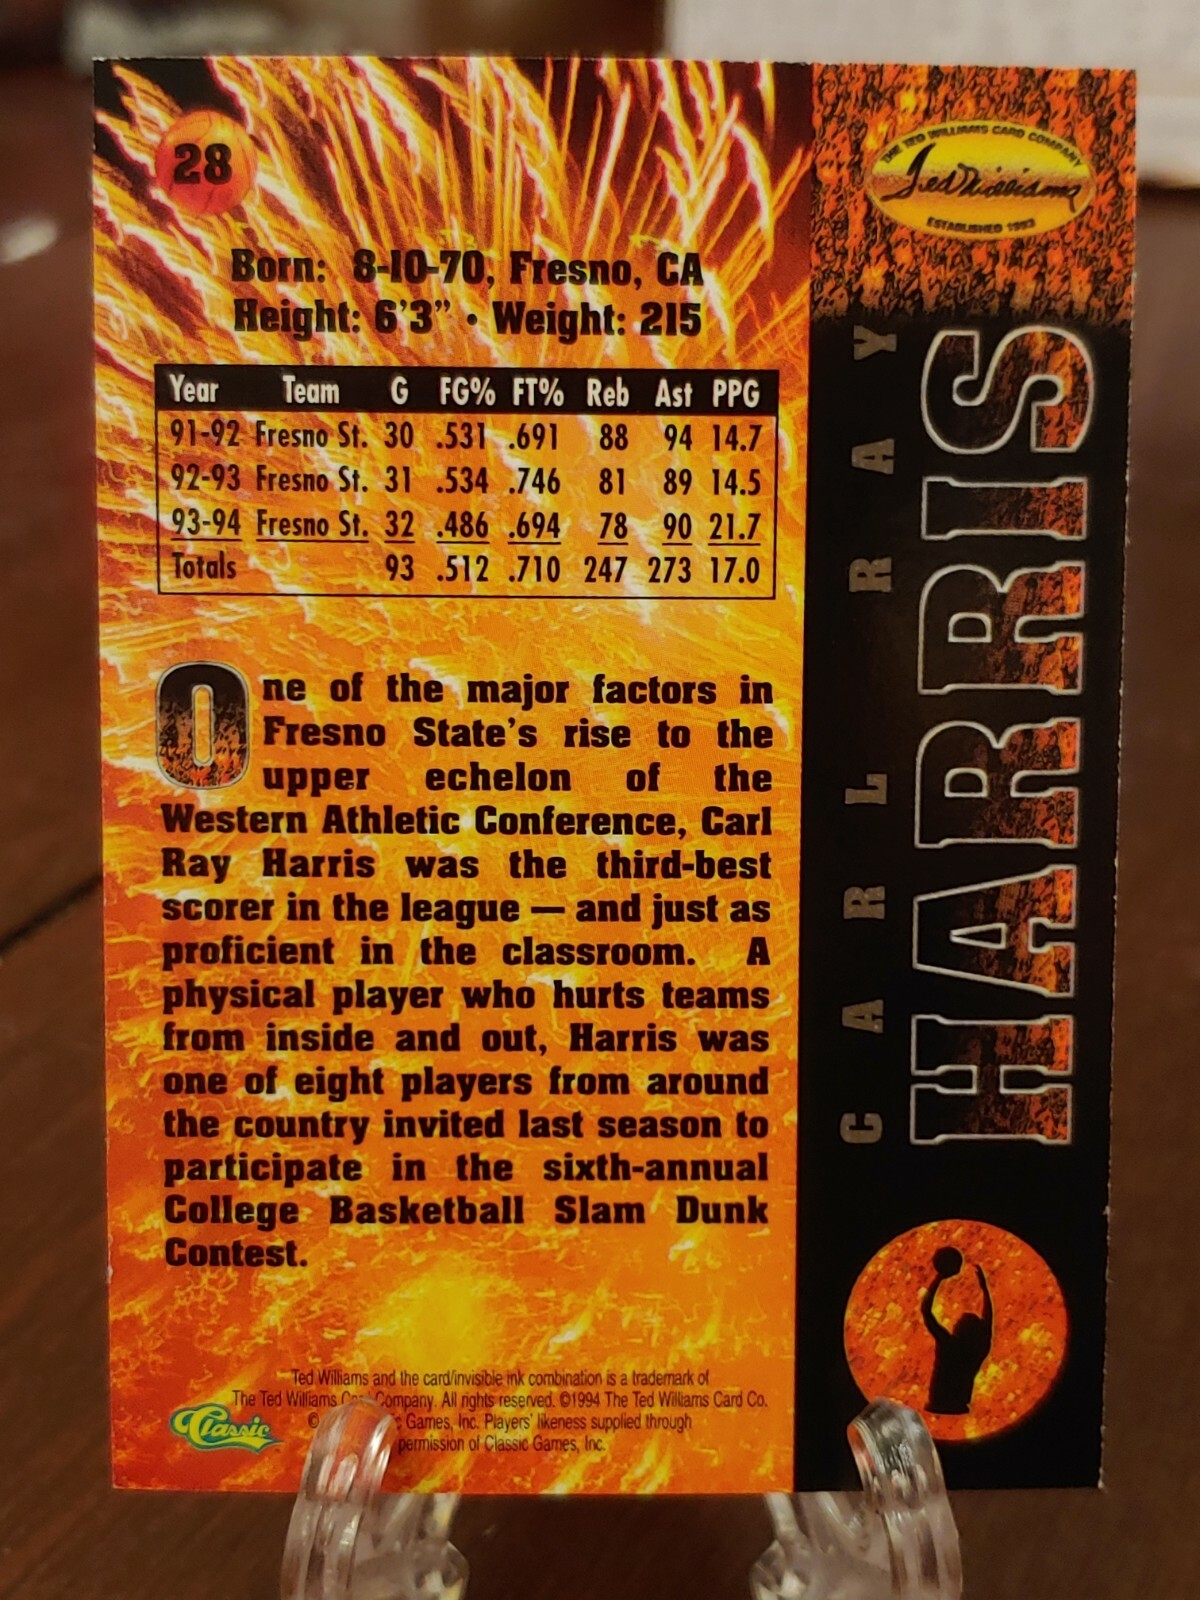 28
THE TED WILLIAMS CARD COMPANY
Ted Williams
ESTABLISHED 1993
Born: 8-10-70, Fresno, CA
Height: 6'3" • Weight: 215
Year Team G FG% FT% Reb Ast PPG
91-92 Fresno St. 30 .531 .691 88 94 14.7
92-93 Fresno St. 31 .534 .746 81 89 14.5
93-94 Fresno St. 32 .486 .694 78 90 21.7
Totals 93 .512 .710 247 273 17.0
One of the major factors in
Fresno State's rise to the
upper echelon of the
Western Athletic Conference, Carl
Ray Harris was the third-best
scorer in the league — and just as
proficient in the classroom. A
physical player who hurts teams
from inside and out, Harris was
one of eight players from around
the country invited last season to
participate in the sixth-annual
College Basketball Slam Dunk
Contest.
CARL RAY
HARRIS
Ted Williams and the card/invisible ink combination is a trademark of
The Ted Williams Card Company. All rights reserved. ©1994 The Ted Williams Card Co.
© Games, Inc. Players' likeness supplied through
permission of Classic Games, Inc.
Classic